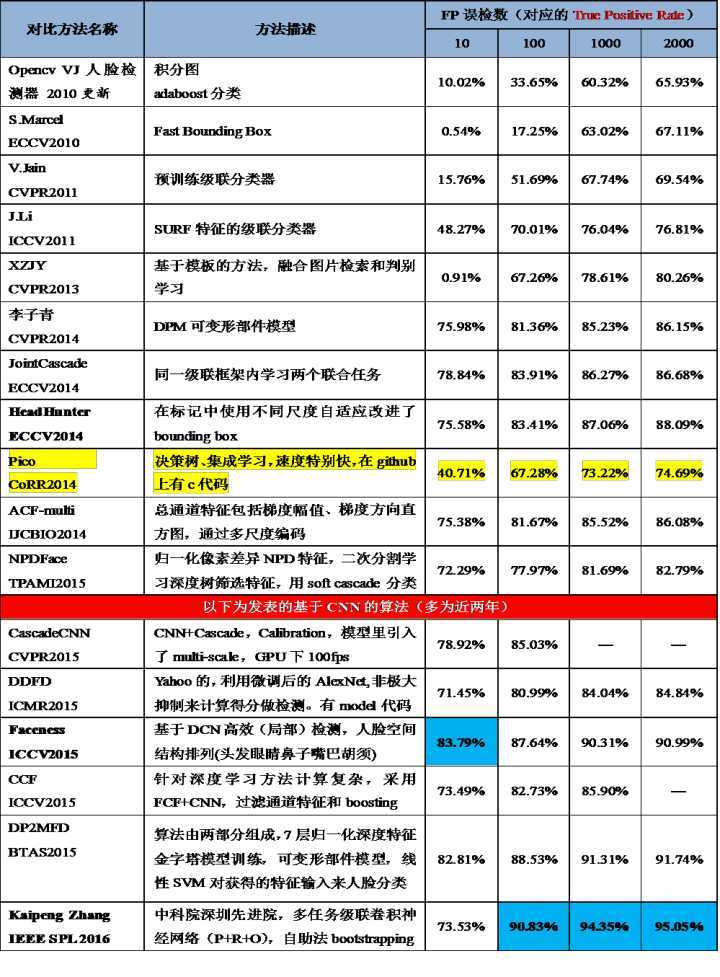 对比方法名称 方法描述 FP 误检数（对应的 True Positive Rate）
10 100 1000 2000
Opencv VJ 人脸检 积分图
测器 2010 更新 adaboost 分类 10.02% 33.65% 60.32% 65.93%
S.Marcel
ECCV2010 Fast Bounding Box 0.54% 17.25% 63.02% 67.11%
V.Jain
CVPR2011 预训练级联分类器 15.76% 51.69% 67.74% 69.54%
J.Li
ICCV2011 SURF 特征的级联分类器 48.27% 70.01% 76.04% 76.81%
XZJY 基于模板的方法，融合图片检索和判别
CVPR2013 学习 0.91% 67.26% 78.61% 80.26%
李子青
CVPR2014 DPM 可变形部件模型 75.98% 81.36% 85.23% 86.15%
JointCascade
ECCV2014 同一级联框架内学习两个联合任务 78.84% 83.91% 86.27% 86.68%
HeadHunter 在标记中使用不同尺度自适应改进了
ECCV2014 bounding box 75.58% 83.41% 87.06% 88.09%
Pico 决策树、集成学习，速度特别快，在 github
CoRR2014 上有 c 代码 40.71% 67.28% 73.22% 74.69%
ACF-multi 总通道特征包括梯度幅值、梯度方向直
IJCBIO2014 方图，通过多尺度编码 75.38% 81.67% 85.52% 86.08%
NPDFace 归一化像素差异 NPD 特征，二次分割学
TPAMI2015 习深度树筛选特征，用 soft cascade 分类 72.29% 77.97% 81.69% 82.79%
以下为发表的基于 CNN 的算法（多为近两年）
CascadeCNN CNN+Cascade，Calibration，模型里引入
CVPR2015 了 multi-scale，GPU 下 100fps 78.92% 85.03% — —
DDFD Yahoo 的，利用微调后的 AlexNet,非极大
ICMR2015 抑制来计算得分做检测。有 model 代码 71.45% 80.99% 84.04% 84.84%
Faceness 基于 DCN 高效（局部）检测，人脸空间
ICCV2015 结构排列(头发眼睛鼻子嘴巴胡须) 83.79% 87.64% 90.31% 90.99%
CCF 针对深度学习方法计算复杂，采用
ICCV2015 FCF+CNN，过滤通道特征和 boosting 73.49% 82.73% 85.90% —
DP2MFD 算法由两部分组成，7 层归一化深度特征
BTAS2015 金字塔模型训练，可变形部件模型，线 82.81% 88.53% 91.31% 91.74%
性 SVM 对获得的特征输入来人脸分类
Kaipeng Zhang 中科院深圳先进院，多任务级联卷积神
IEEE SPL 2016 经网络（P+R+O），自助法 bootstrapping 73.53% 90.83% 94.35% 95.05%